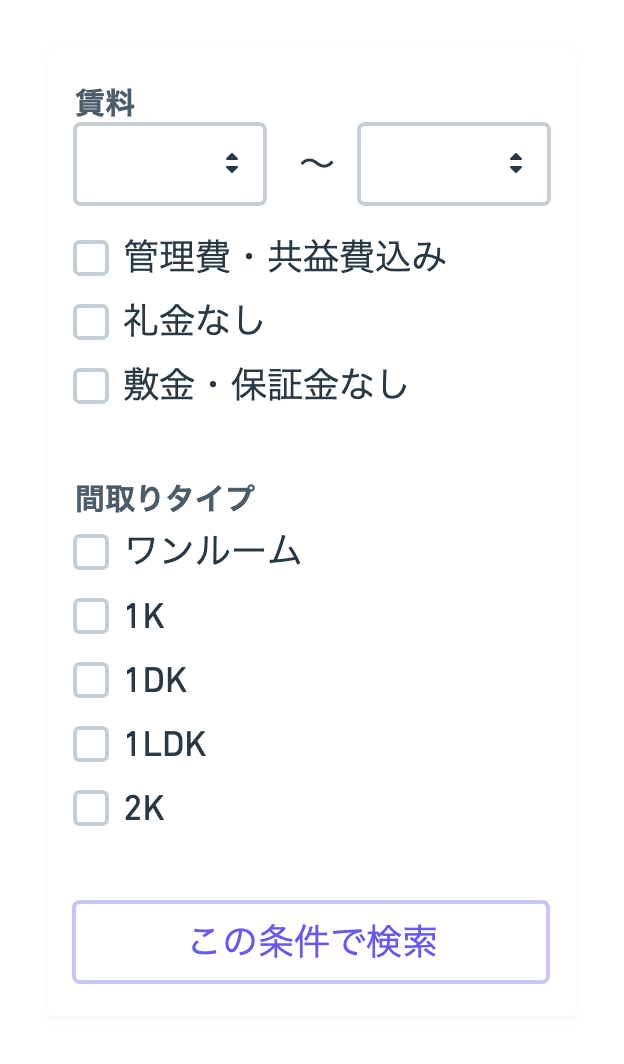 賃料
～
管理費・共益費込み
礼金なし
敷金・保証金なし
間取りタイプ
ワンルーム
1K
1DK
1LDK
2K
この条件で検索